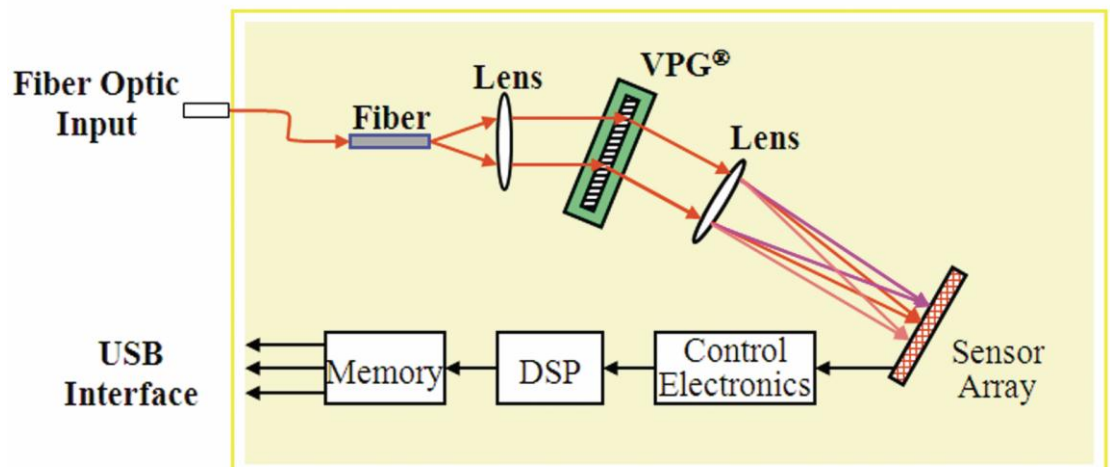 Fiber Optic
Input
Fiber
Lens
VPG®
Lens
USB
Interface
Memory
DSP
Control
Electronics
Sensor
Array